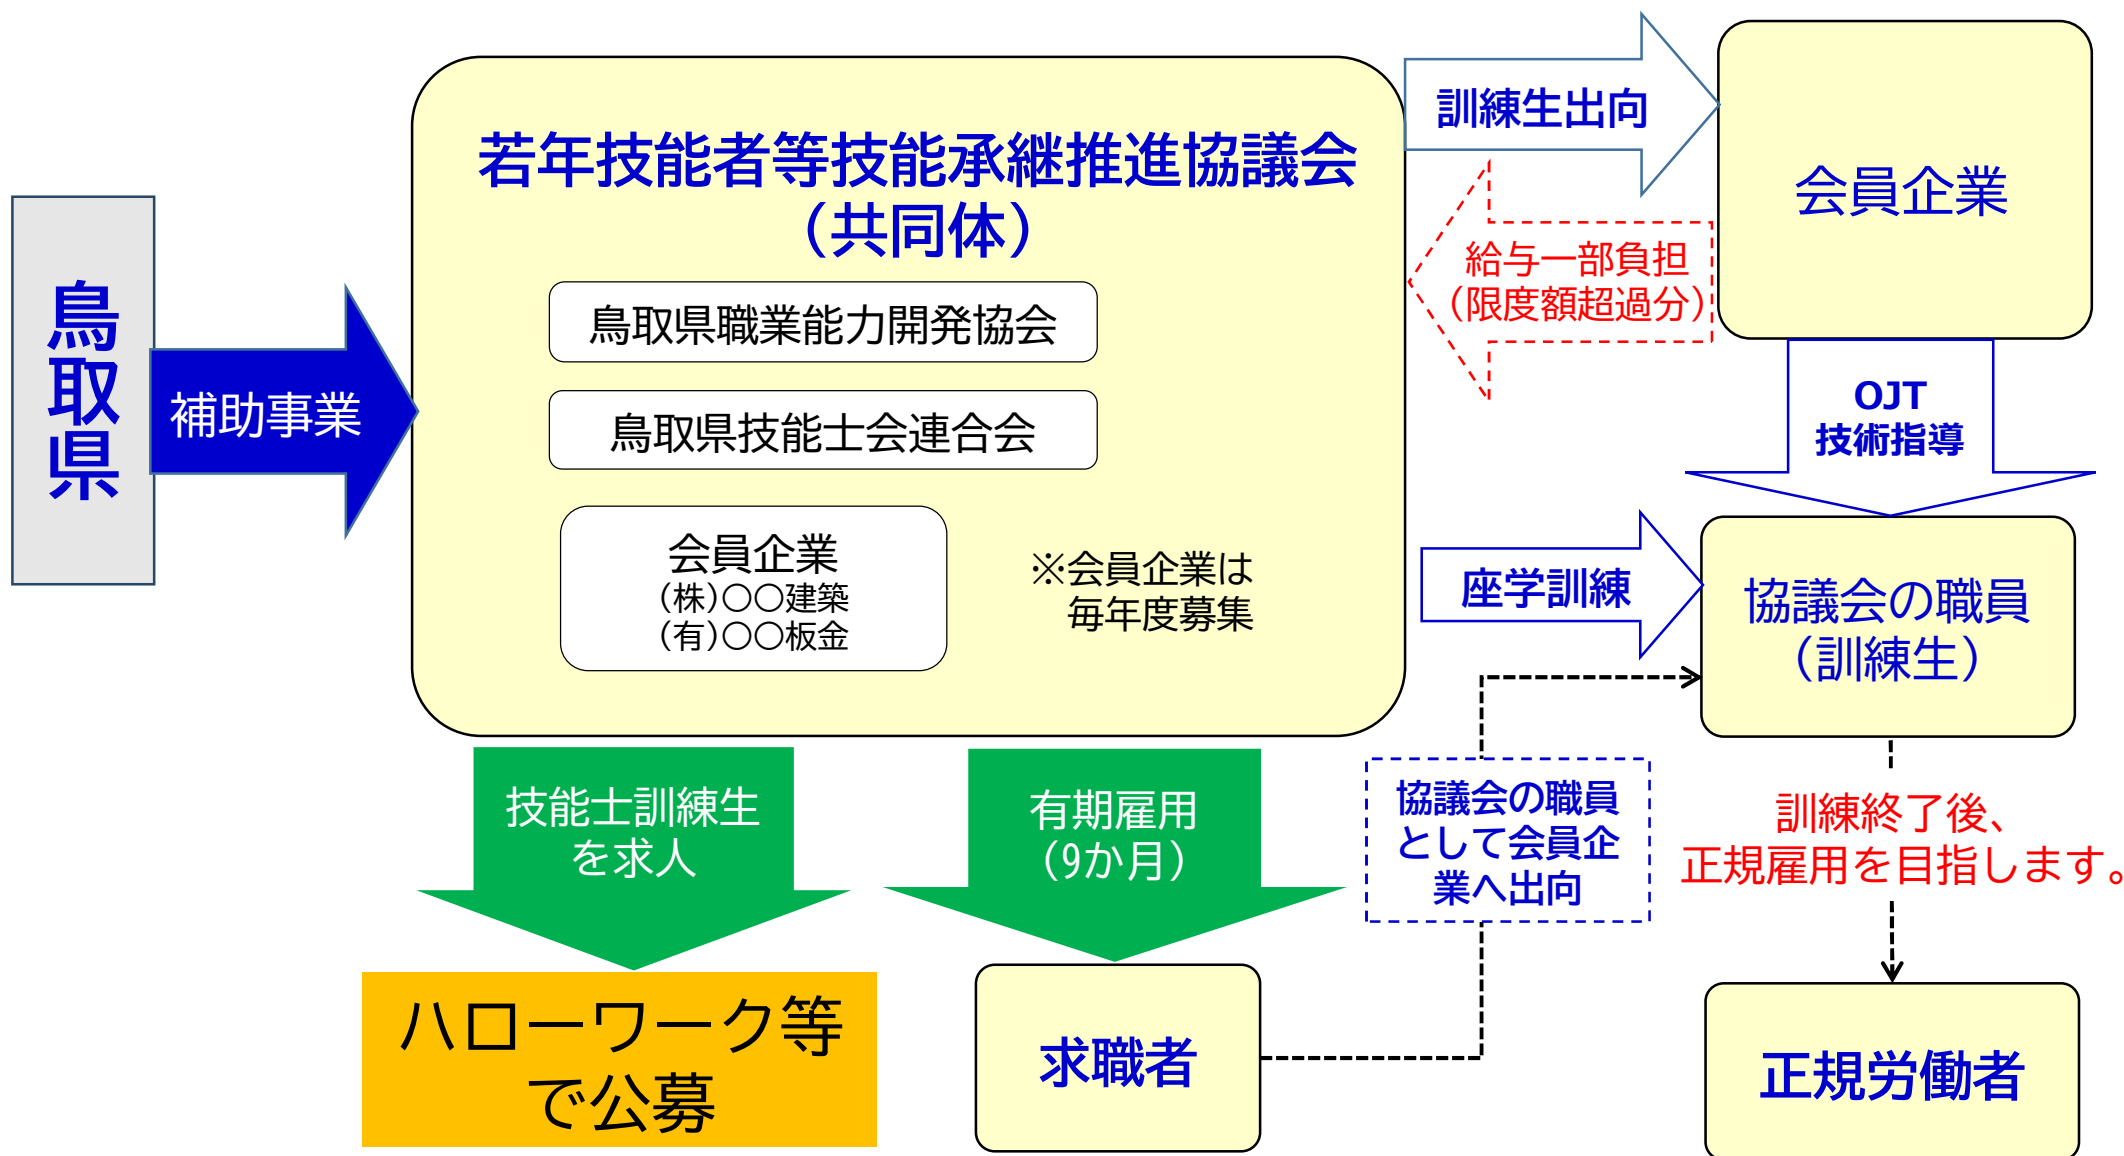 鳥取県
補助事業
若年技能者等技能承継推進協議会
（共同体）
鳥取県職業能力開発協会
鳥取県技能士会連合会
会員企業
（株）〇〇建築
（有）〇〇板金
※会員企業は
毎年度募集
訓練生出向
給与一部負担
（限度額超過分）
会員企業
OJT
技術指導
座学訓練
協議会の職員
（訓練生）
技能士訓練生
を求人
有期雇用
（9か月）
協議会の職員
として会員企
業へ出向
訓練終了後、
正規雇用を目指します。
ハローワーク等
で公募
求職者
正規労働者